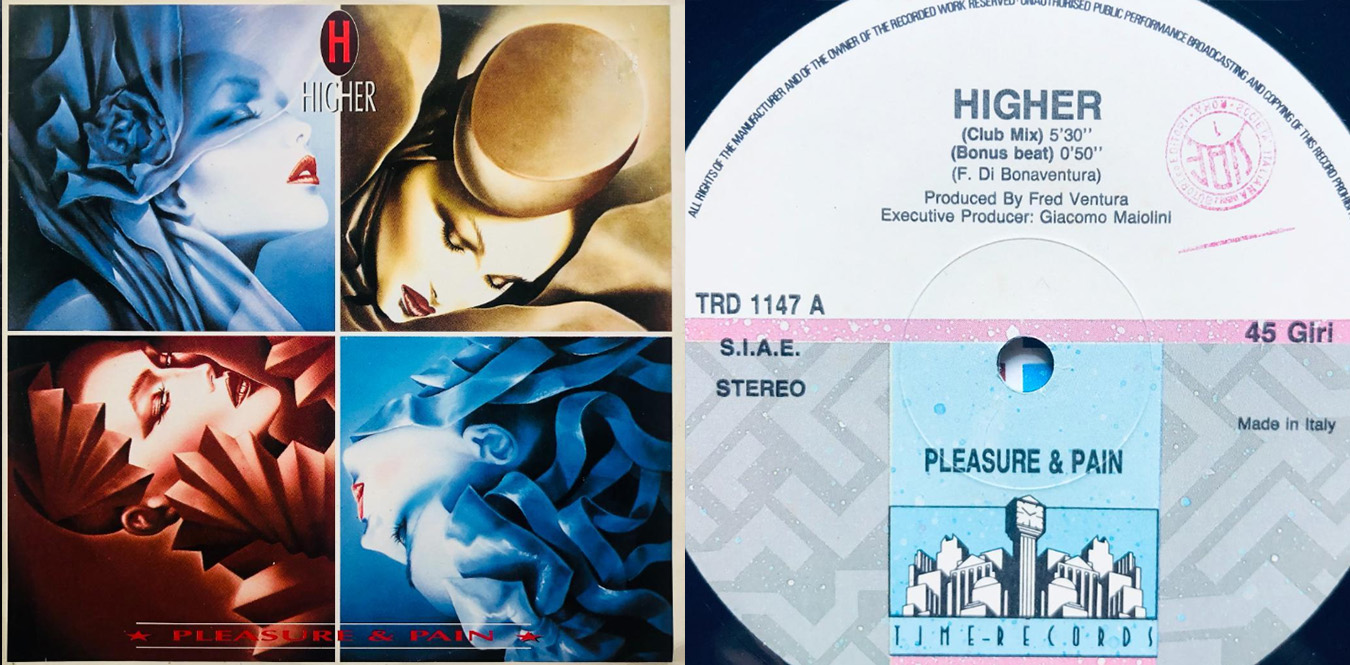 H
HIGHER
★ PLEASURE & PAIN ★
ALL RIGHTS OF THE MANUFACTURER AND OF THE OWNER OF THE RECORDED WORK RESERVED · UNAUTHORISED PUBLIC PERFORMANCE BROADCASTING AND COPYING OF THIS RECORD PROHI
HIGHER
(Club Mix) 5'30''
(Bonus beat) 0'50''
(F. Di Bonaventura)
Produced By Fred Ventura
Executive Producer: Giacomo Maiolini
TRD 1147 A
45 Giri
S.I.A.E.
STEREO
Made in Italy
PLEASURE & PAIN
TIME-RECORDS